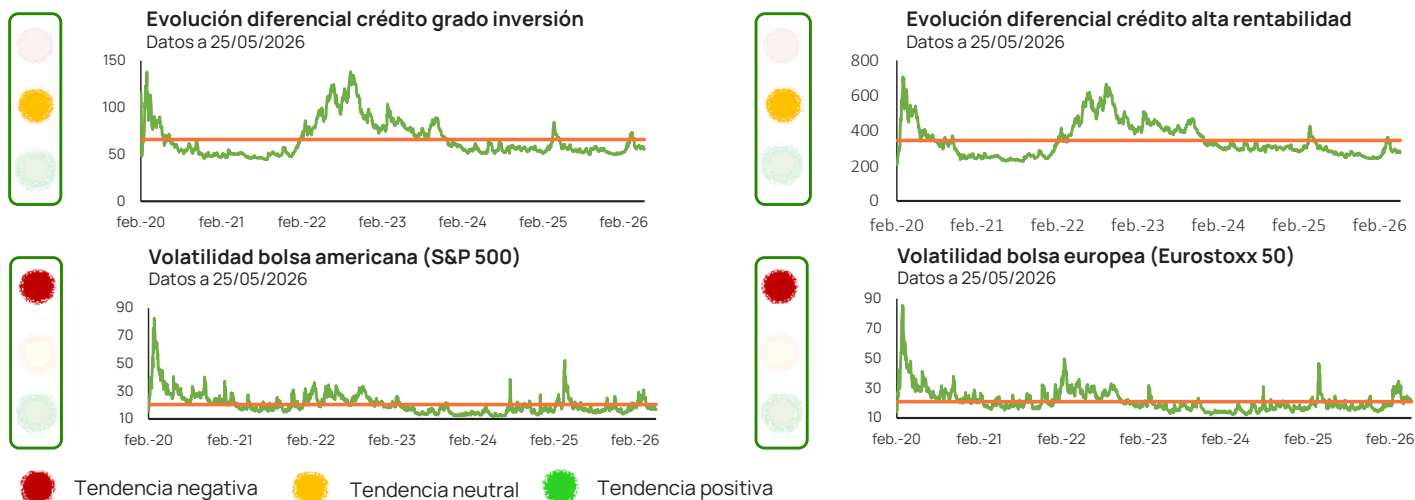 Evolución diferencial crédito grado inversión
Datos a 25/05/2026
150
100
50
0
feb.-20 feb.-21 feb.-22 feb.-23 feb.-24 feb.-25 feb.-26
Evolución diferencial crédito alta rentabilidad
Datos a 25/05/2026
800
600
400
200
0
feb.-20 feb.-21 feb.-22 feb.-23 feb.-24 feb.-25 feb.-26
Volatilidad bolsa americana (S&P 500)
Datos a 25/05/2026
90
70
50
30
10
feb.-20 feb.-21 feb.-22 feb.-23 feb.-24 feb.-25 feb.-26
Volatilidad bolsa europea (Eurostoxx 50)
Datos a 25/05/2026
90
70
50
30
10
feb.-20 feb.-21 feb.-22 feb.-23 feb.-24 feb.-25 feb.-26
Tendencia negativa Tendencia neutral Tendencia positiva